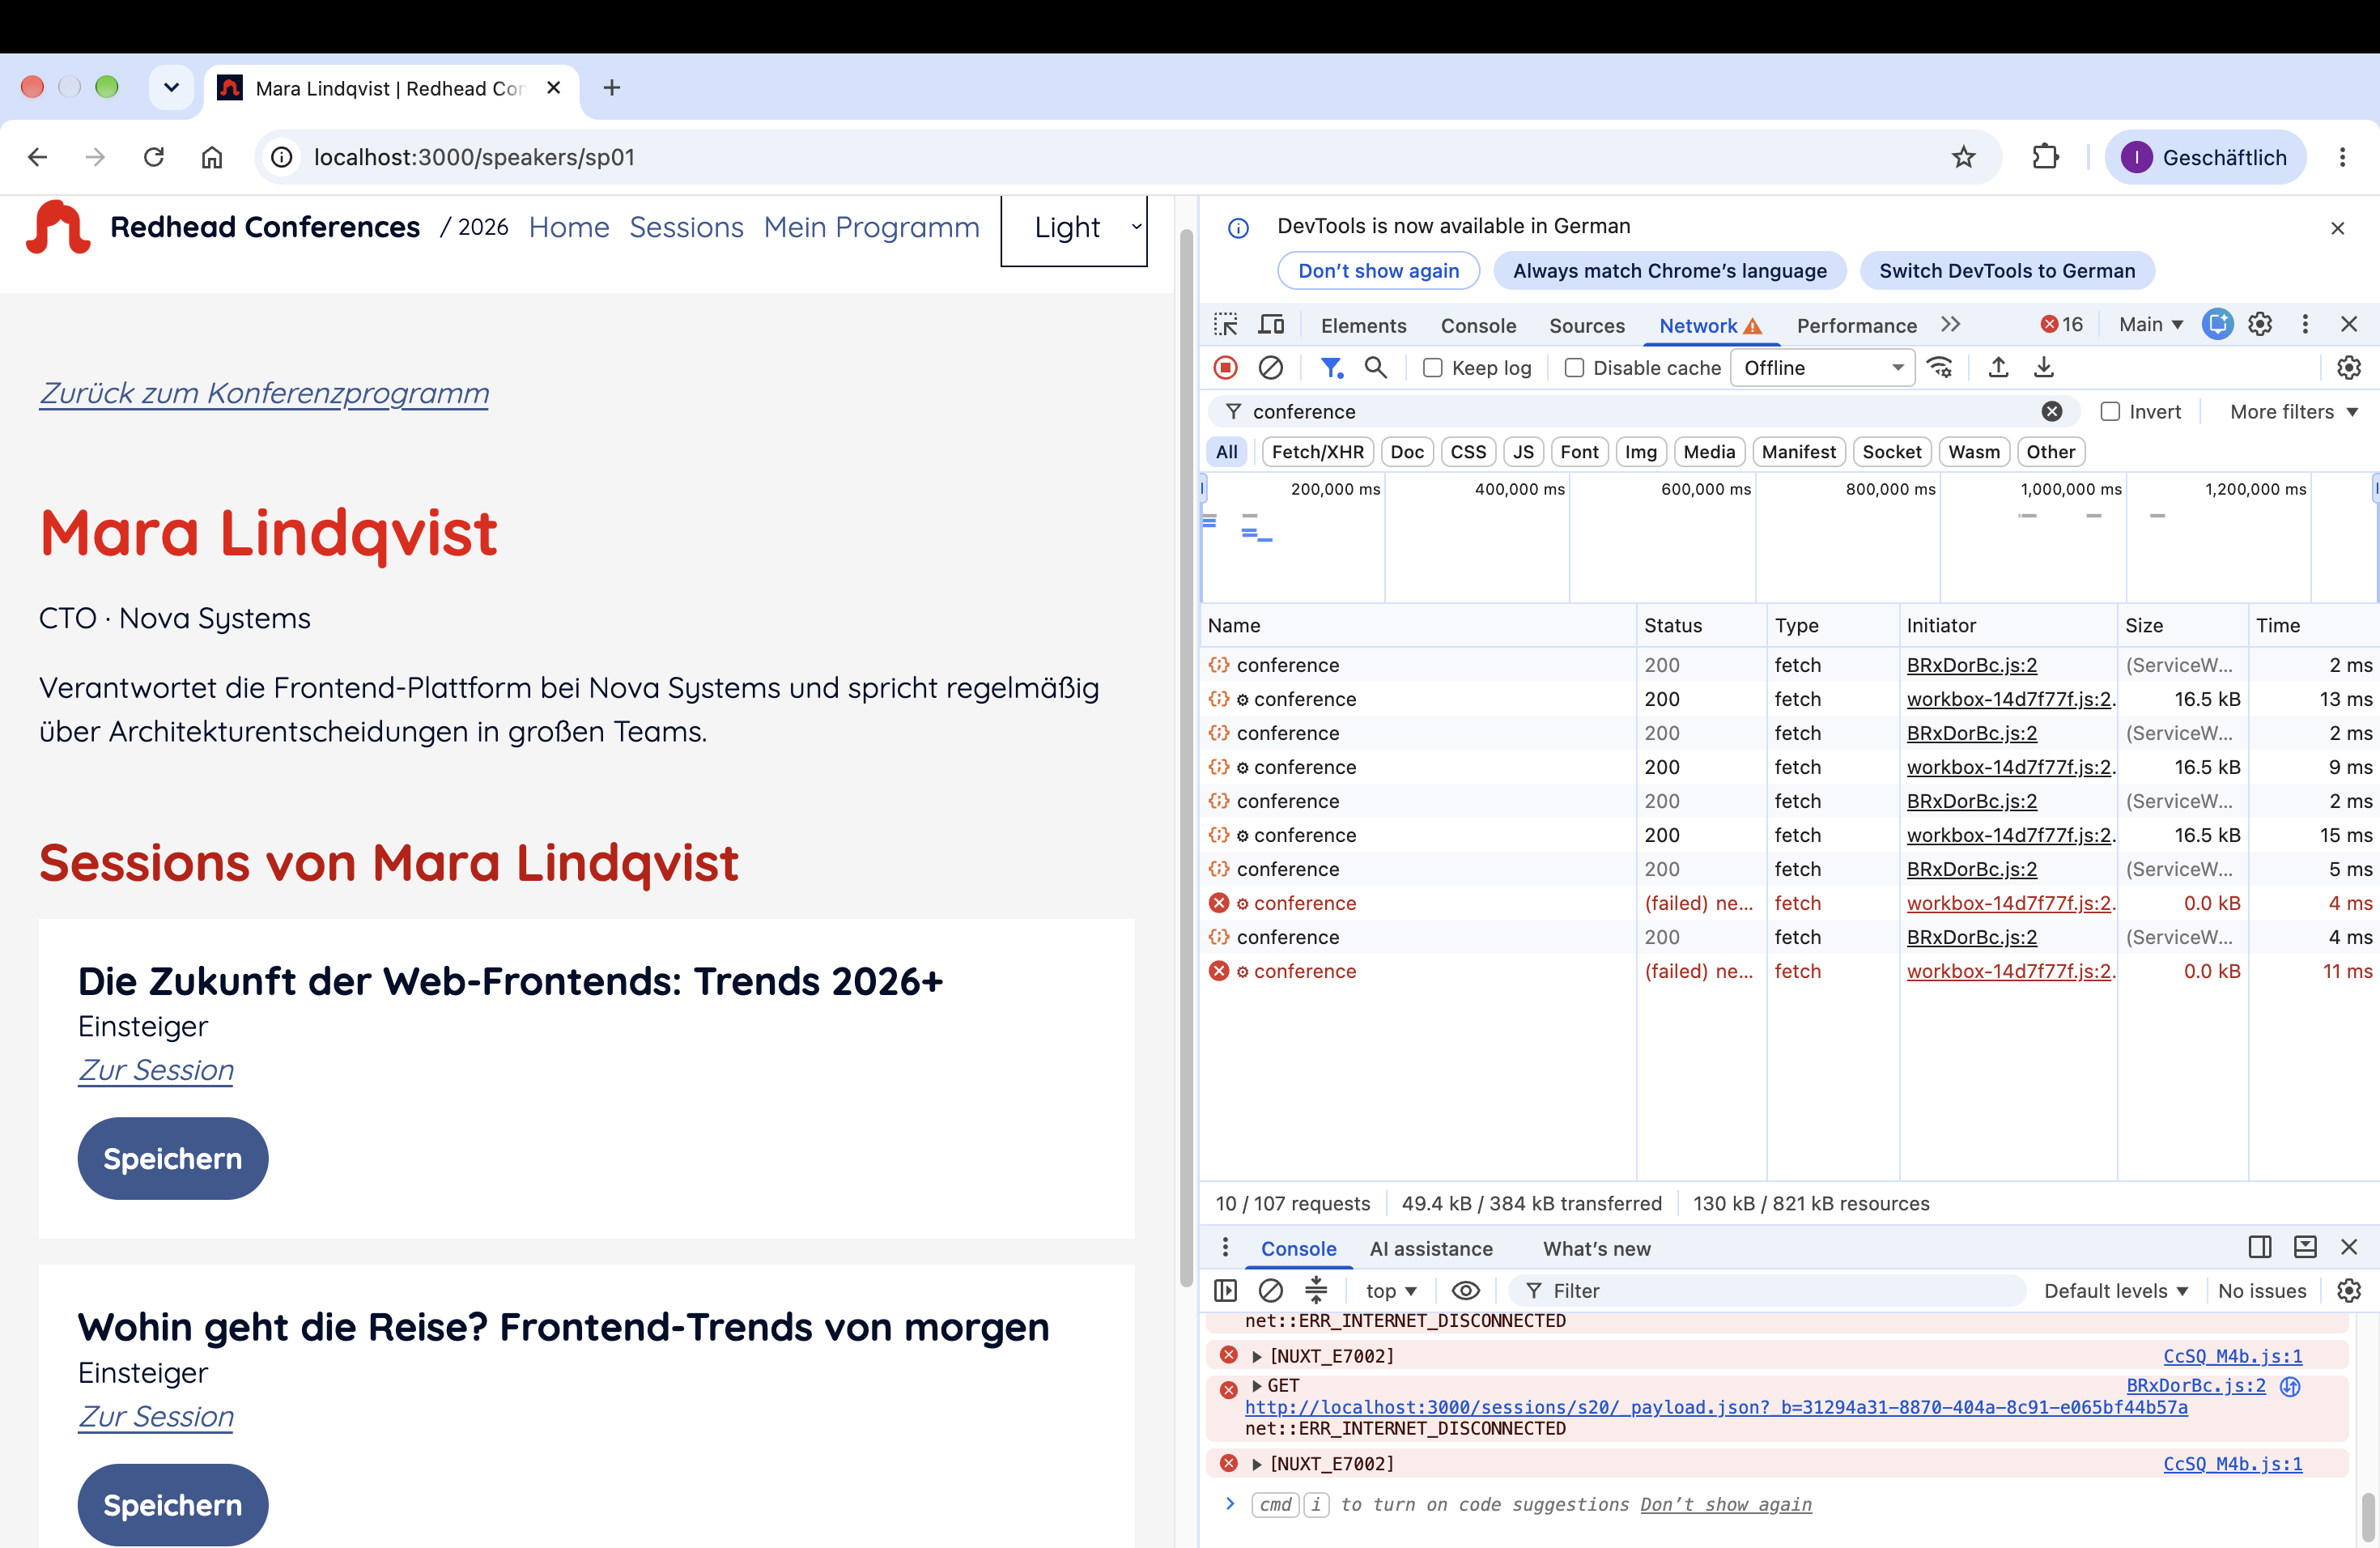 Mara Lindqvist | Redhead Cor
localhost:3000/speakers/sp01
I Geschäftlich
Redhead Conferences / 2026 Home Sessions Mein Programm Light
Zurück zum Konferenzprogramm
Mara Lindqvist
CTO · Nova Systems
Verantwortet die Frontend-Plattform bei Nova Systems und spricht regelmäßig
über Architekturentscheidungen in großen Teams.
Sessions von Mara Lindqvist
Die Zukunft der Web-Frontends: Trends 2026+
Einsteiger
Zur Session
Speichern
Wohin geht die Reise? Frontend-Trends von morgen
Einsteiger
Zur Session
Speichern
DevTools is now available in German
Don't show again Always match Chrome's language Switch DevTools to German
Elements Console Sources Network Performance 16 Main
Keep log Disable cache Offline
conference Invert More filters
All Fetch/XHR Doc CSS JS Font Img Media Manifest Socket Wasm Other
200,000 ms 400,000 ms 600,000 ms 800,000 ms 1,000,000 ms 1,200,000 ms
Name Status Type Initiator Size Time
conference 200 fetch BRxDorBc.js:2 (ServiceW... 2 ms
conference 200 fetch workbox-14d7f77f.js:2. 16.5 kB 13 ms
conference 200 fetch BRxDorBc.js:2 (ServiceW... 2 ms
conference 200 fetch workbox-14d7f77f.js:2. 16.5 kB 9 ms
conference 200 fetch BRxDorBc.js:2 (ServiceW... 2 ms
conference 200 fetch workbox-14d7f77f.js:2. 16.5 kB 15 ms
conference 200 fetch BRxDorBc.js:2 (ServiceW... 5 ms
conference (failed) ne... fetch workbox-14d7f77f.js:2. 0.0 kB 4 ms
conference 200 fetch BRxDorBc.js:2 (ServiceW... 4 ms
conference (failed) ne... fetch workbox-14d7f77f.js:2. 0.0 kB 11 ms
10 / 107 requests 49.4 kB / 384 kB transferred 130 kB / 821 kB resources
Console AI assistance What's new
top Filter Default levels No issues
net::ERR_INTERNET_DISCONNECTED
[NUXT_E7002] CcSQ_M4b.js:1
GET BRxDorBc.js:2
http://localhost:3000/sessions/s20/_payload.json?_b=31294a31-8870-404a-8c91-e065bf44b57a
net::ERR_INTERNET_DISCONNECTED
[NUXT_E7002] CcSQ_M4b.js:1
cmd i to turn on code suggestions Don't show again